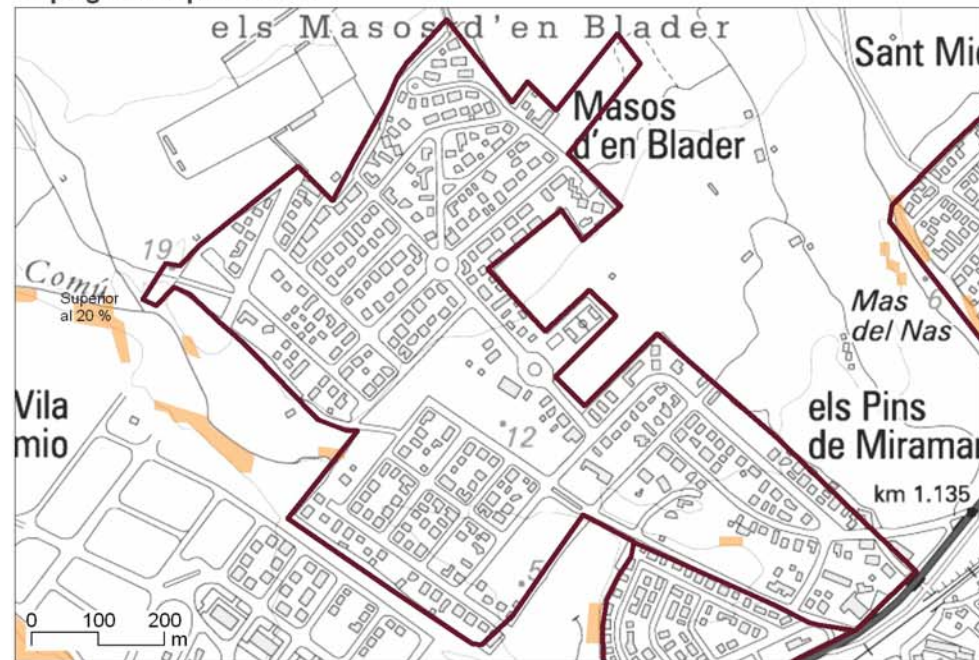 els Masos d'en Blader
Sant Mi
Masos
d'en Blader
19
Comú
Superior
al 20 %
6
Mas
del Nas
Vila
mio
12
els Pins
de Miramar
km 1.135
5
0 100 200
m